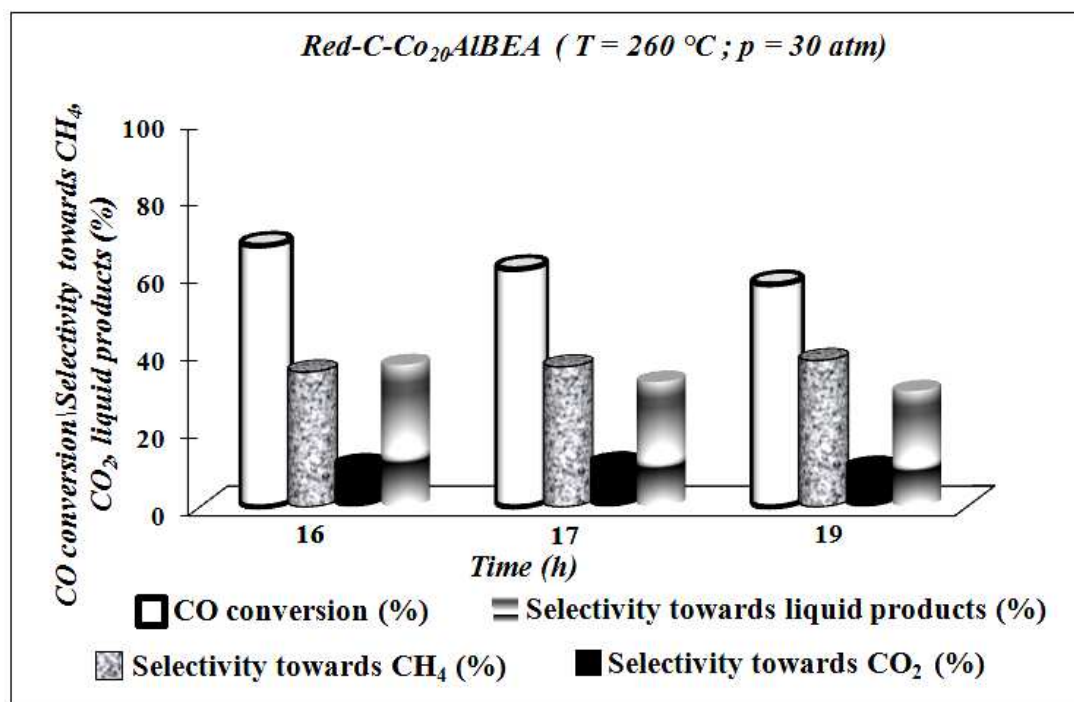 Red-C-Co₂₀AlBEA ( T = 260 °C ; p = 30 atm)
CO conversion\Selectivity towards CH₄,
CO₂, liquid products (%)
100
80
60
40
20
0
16 17 19
Time (h)
CO conversion (%) Selectivity towards liquid products (%)
Selectivity towards CH₄ (%) Selectivity towards CO₂ (%)